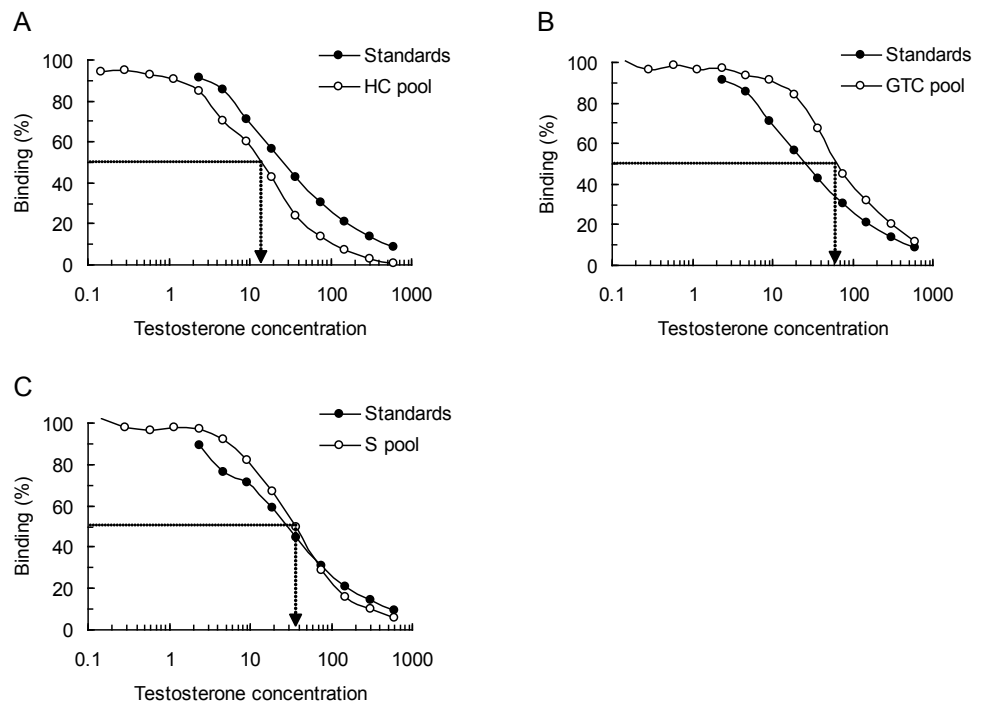 A
Standards
HC pool
100
80
60
40
20
0
Binding (%)
0.1 1 10 100 1000
Testosterone concentration
B
Standards
GTC pool
100
80
60
40
20
0
Binding (%)
0.1 1 10 100 1000
Testosterone concentration
C
Standards
S pool
100
80
60
40
20
0
Binding (%)
0.1 1 10 100 1000
Testosterone concentration